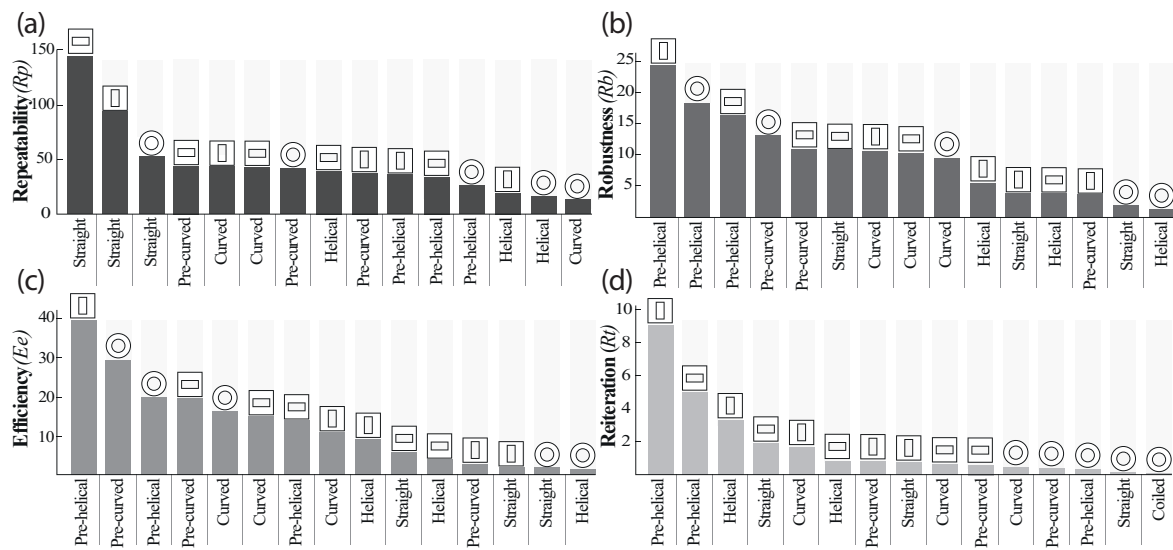 (a)
Repeatability (Rp)
150
100
50
0
Straight
Straight
Straight
Pre-curved
Curved
Curved
Pre-curved
Helical
Pre-curved
Pre-helical
Pre-helical
Pre-helical
Helical
Helical
Curved
(b)
Robustness (Rb)
25
20
15
10
5
Pre-helical
Pre-helical
Pre-helical
Pre-curved
Pre-curved
Straight
Curved
Curved
Curved
Helical
Straight
Helical
Pre-curved
Straight
Helical
(c)
Efficiency (Ee)
40
30
20
10
Pre-helical
Pre-curved
Pre-helical
Pre-curved
Curved
Curved
Pre-helical
Curved
Helical
Straight
Helical
Pre-curved
Straight
Straight
Helical
(d)
Reiteration (Rt)
10
8
6
4
2
Pre-helical
Pre-helical
Helical
Straight
Curved
Helical
Pre-curved
Straight
Curved
Pre-curved
Curved
Pre-curved
Pre-helical
Straight
Coiled